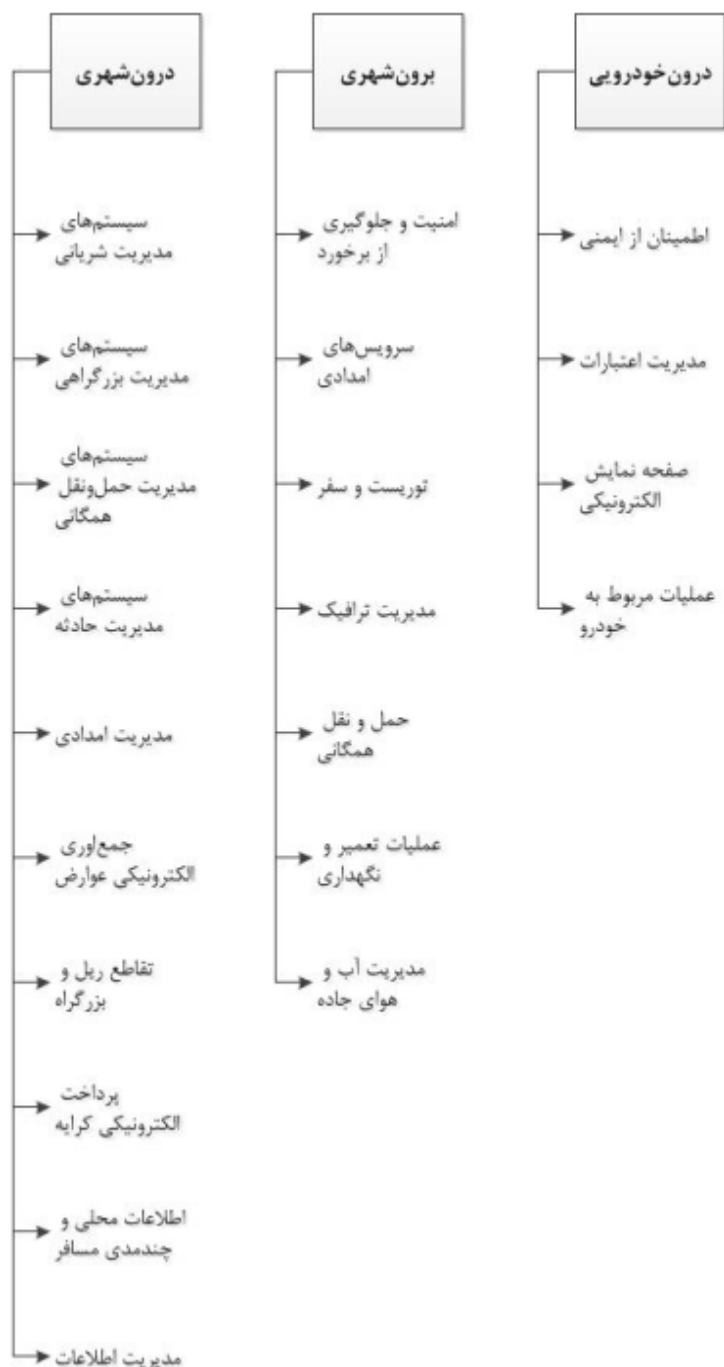 درون‌خودرویی
اطمینان از ایمنی
مدیریت اعتبارات
صفحه نمایش
الکترونیکی
عملیات مربوط به
خودرو
برون‌شهری
امنیت و جلوگیری
از برخورد
سرویس‌های
امدادی
توریست و سفر
مدیریت ترافیک
حمل و نقل
همگانی
عملیات تعمیر و
نگهداری
مدیریت آب و
هوای جاده
درون‌شهری
سیستم‌های
مدیریت شریانی
سیستم‌های
مدیریت بزرگراهی
سیستم‌های
مدیریت حمل‌ونقل
همگانی
سیستم‌های
مدیریت حادثه
مدیریت امدادی
جمع‌اوری
الکترونیکی عوارض
تقاطع ریل و
بزرگراه
پرداخت
الکترونیکی کرایه
اطلاعات محلی و
چندمدی مسافر
مدیریت اطلاعات